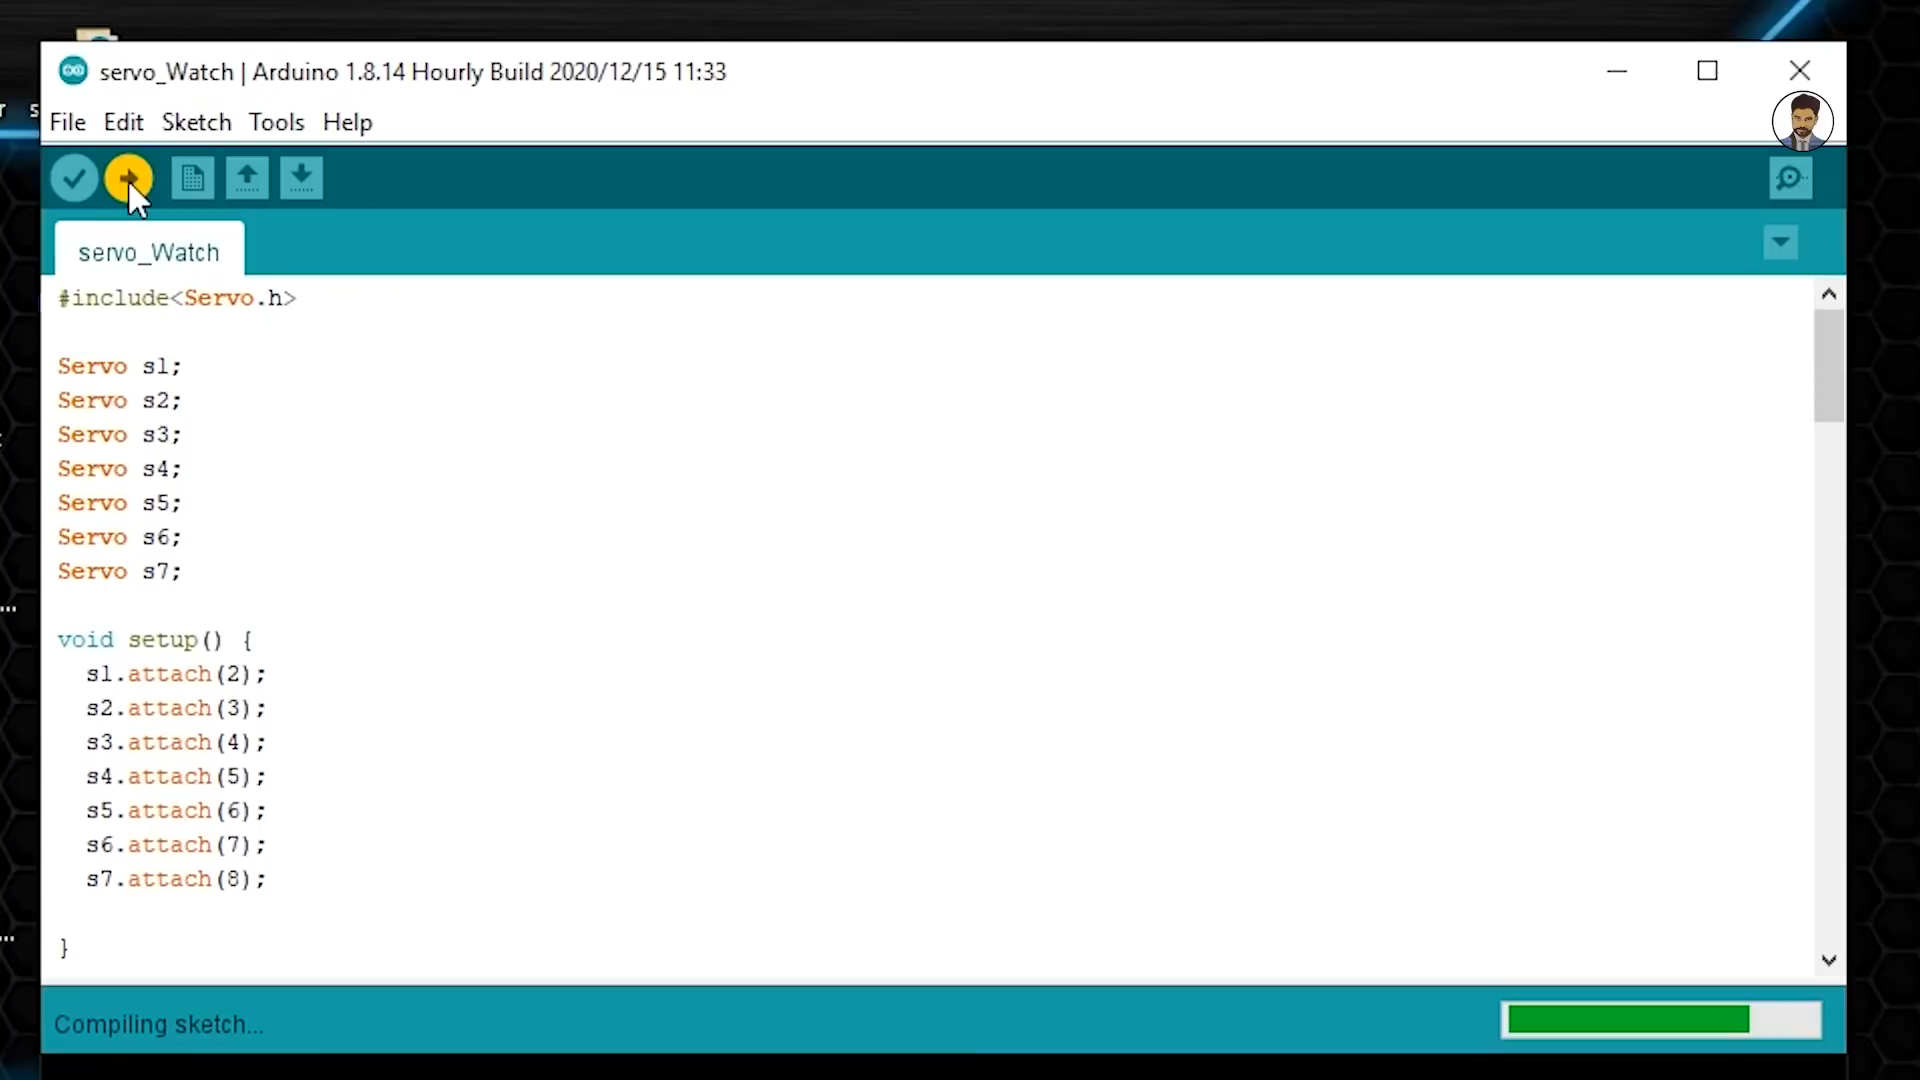 servo_Watch | Arduino 1.8.14 Hourly Build 2020/12/15 11:33
File Edit Sketch Tools Help
servo_Watch
#include<Servo.h>
Servo s1;
Servo s2;
Servo s3;
Servo s4;
Servo s5;
Servo s6;
Servo s7;
void setup() {
s1.attach(2);
s2.attach(3);
s3.attach(4);
s4.attach(5);
s5.attach(6);
s6.attach(7);
s7.attach(8);
}
Compiling sketch...